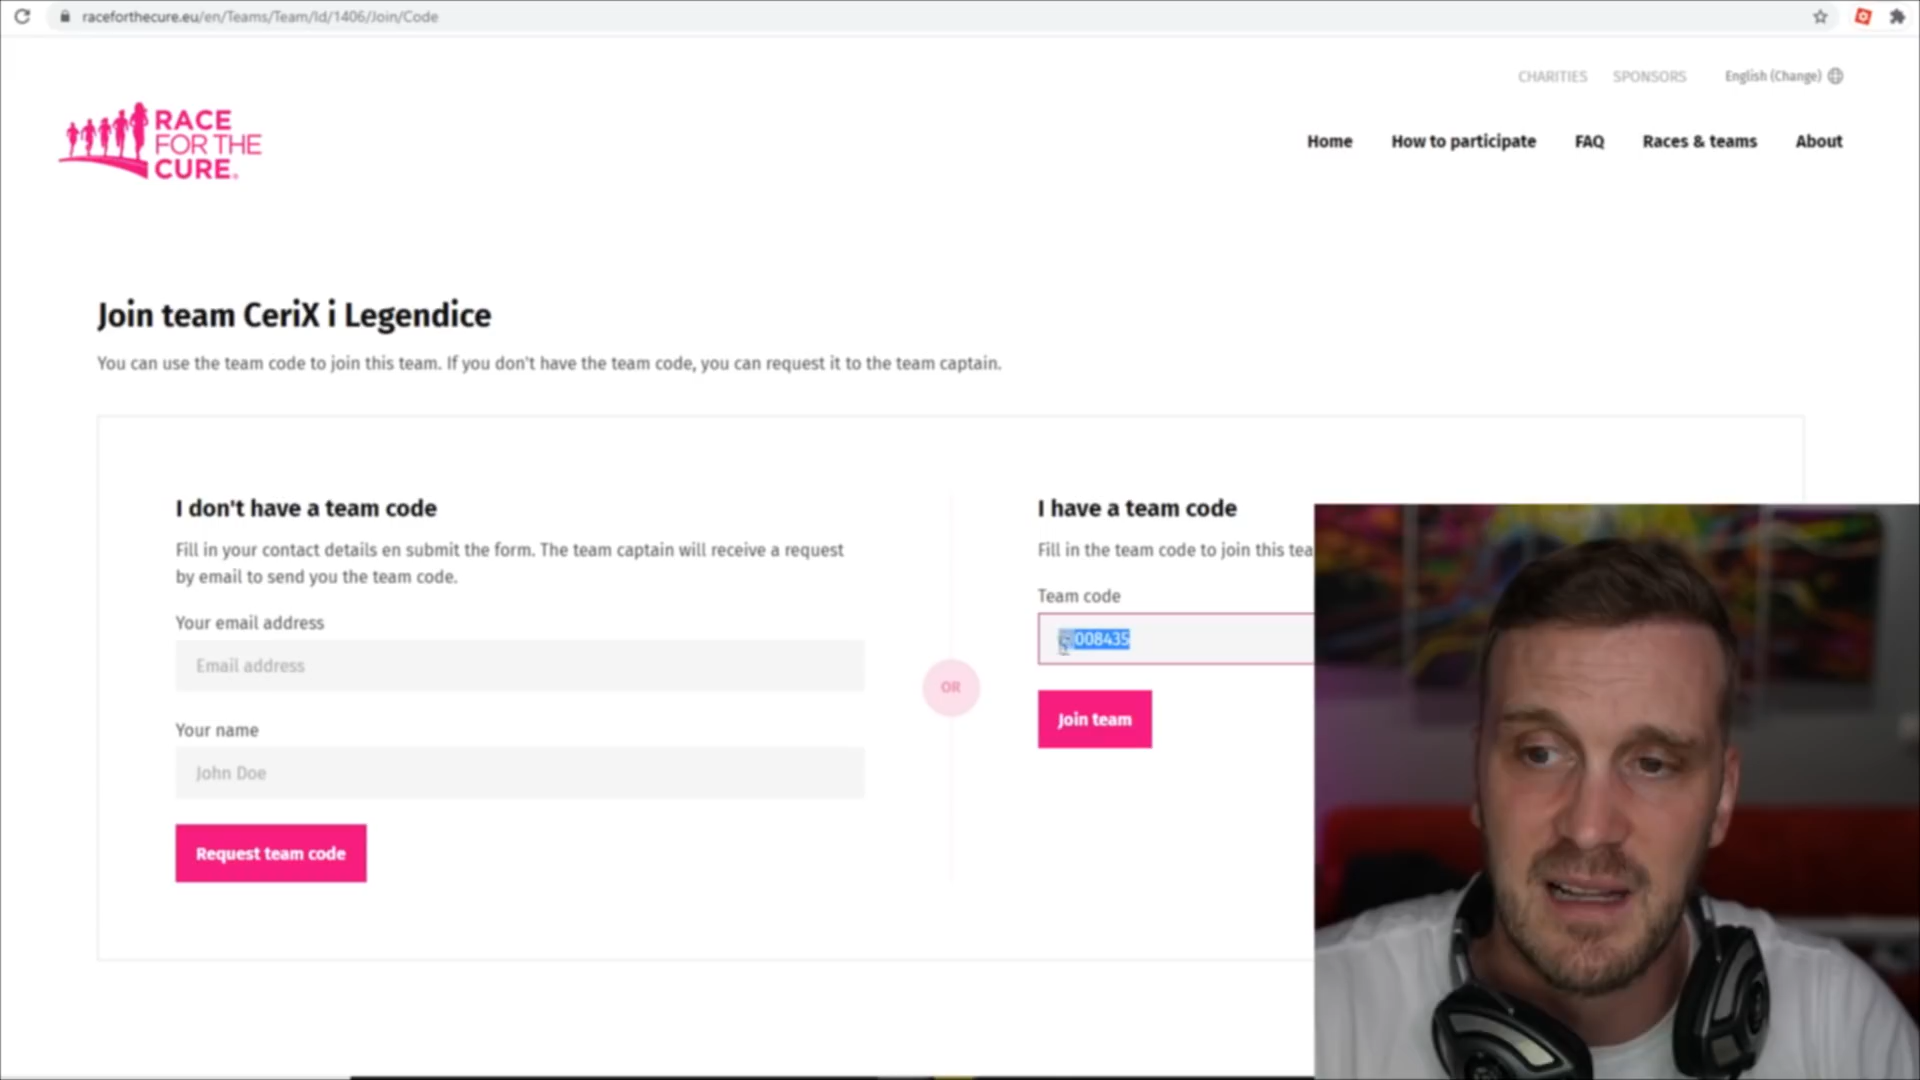 raceforthecure.eu/en/Teams/Team/Id/1406/Join/Code
CHARITIES SPONSORS English (Change)
RACE
FOR THE
CURE.
Home How to participate FAQ Races & teams About
Join team CeriX i Legendice
You can use the team code to join this team. If you don't have the team code, you can request it to the team captain.
I don't have a team code
Fill in your contact details en submit the form. The team captain will receive a request
by email to send you the team code.
Your email address
Email address
Your name
John Doe
Request team code
OR
I have a team code
Fill in the team code to join this
Team code
008435
Join team